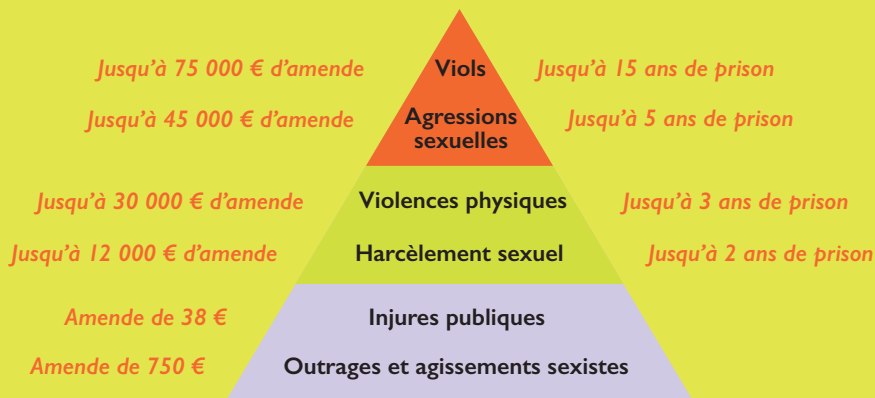 Jusqu'à 75 000 € d'amende Viols Jusqu'à 15 ans de prison
Jusqu'à 45 000 € d'amende Agressions sexuelles Jusqu'à 5 ans de prison
Jusqu'à 30 000 € d'amende Violences physiques Jusqu'à 3 ans de prison
Jusqu'à 12 000 € d'amende Harcèlement sexuel Jusqu'à 2 ans de prison
Amende de 38 € Injures publiques
Amende de 750 € Outrages et agissements sexistes